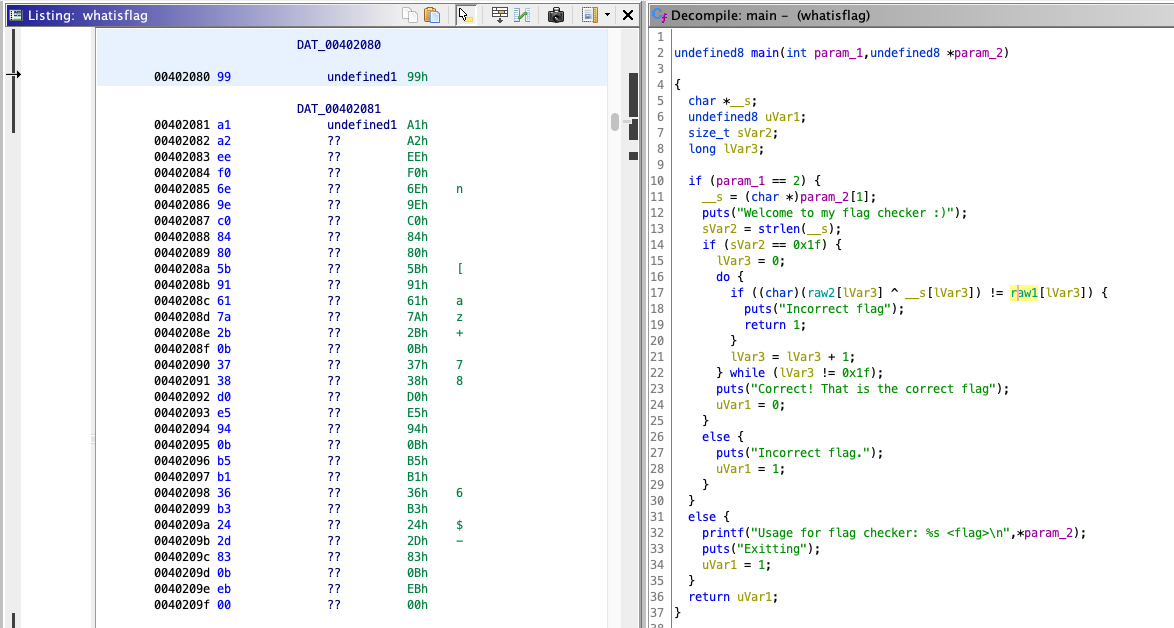 Listing: whatisflag
DAT_00402080
00402080 99 undefined1 99h
DAT_00402081
00402081 a1 undefined1 A1h
00402082 a2 ?? A2h
00402083 ee ?? EEh
00402084 f0 ?? F0h
00402085 6e ?? 6Eh n
00402086 9e ?? 9Eh
00402087 c0 ?? C0h
00402088 84 ?? 84h
00402089 80 ?? 80h
0040208a 5b ?? 5Bh [
0040208b 91 ?? 91h
0040208c 61 ?? 61h a
0040208d 7a ?? 7Ah z
0040208e 2b ?? 2Bh +
0040208f 0b ?? 0Bh
00402090 37 ?? 37h 7
00402091 38 ?? 38h 8
00402092 d0 ?? D0h
00402093 e5 ?? E5h
00402094 94 ?? 94h
00402095 0b ?? 0Bh
00402096 b5 ?? B5h
00402097 b1 ?? B1h
00402098 36 ?? 36h 6
00402099 b3 ?? B3h
0040209a 24 ?? 24h $
0040209b 2d ?? 2Dh -
0040209c 83 ?? 83h
0040209d 0b ?? 0Bh
0040209e eb ?? EBh
0040209f 00 ?? 00h
Decompile: main - (whatisflag)
1
2 undefined8 main(int param_1,undefined8 *param_2)
3
4 {
5 char *__s;
6 undefined8 uVar1;
7 size_t sVar2;
8 long lVar3;
9
10 if (param_1 == 2) {
11 __s = (char *)param_2[1];
12 puts("Welcome to my flag checker :)");
13 sVar2 = strlen(__s);
14 if (sVar2 == 0x1f) {
15 lVar3 = 0;
16 do {
17 if ((char)(raw2[lVar3] ^ __s[lVar3]) != raw1[lVar3]) {
18 puts("Incorrect flag");
19 return 1;
20 }
21 lVar3 = lVar3 + 1;
22 } while (lVar3 != 0x1f);
23 puts("Correct! That is the correct flag");
24 uVar1 = 0;
25 }
26 else {
27 puts("Incorrect flag.");
28 uVar1 = 1;
29 }
30 }
31 else {
32 printf("Usage for flag checker: %s <flag>\n",*param_2);
33 puts("Exitting");
34 uVar1 = 1;
35 }
36 return uVar1;
37 }
38